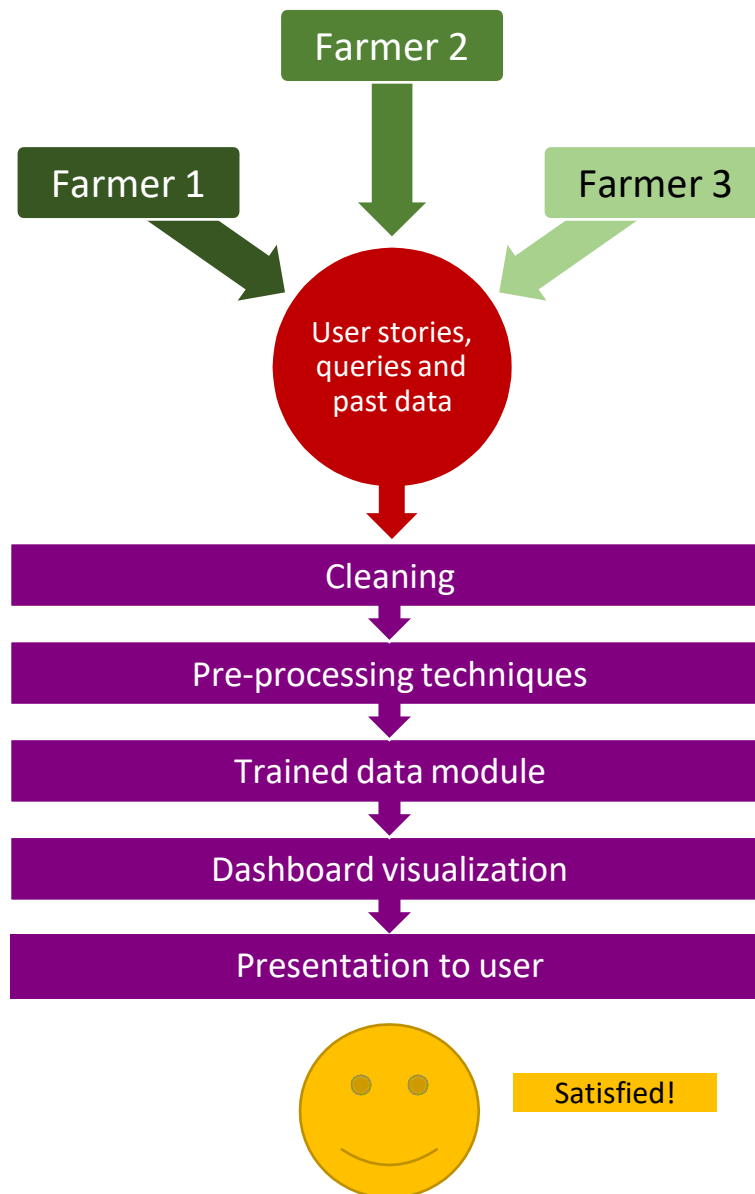 Farmer 2
Farmer 1
Farmer 3
User stories,
queries and
past data
Cleaning
Pre-processing techniques
Trained data module
Dashboard visualization
Presentation to user
Satisfied!